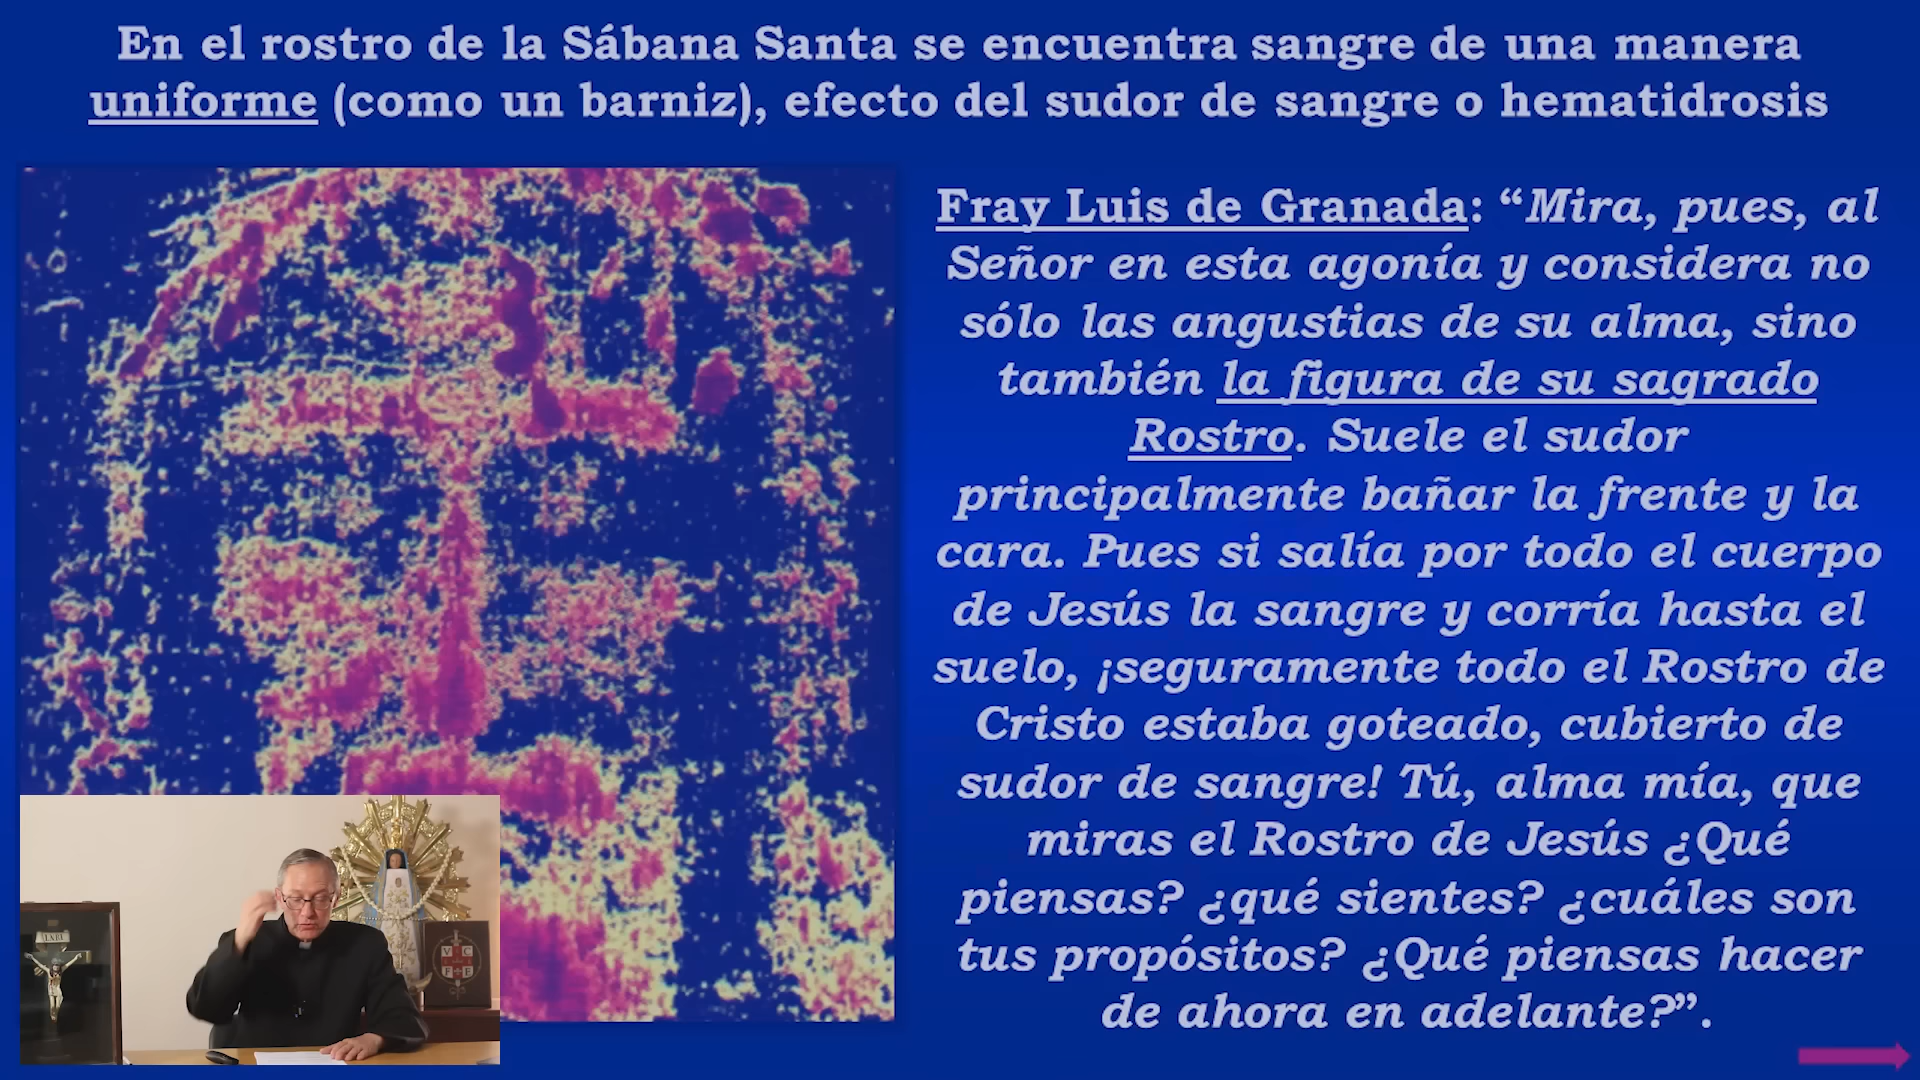 En el rostro de la Sábana Santa se encuentra sangre de una manera
uniforme (como un barniz), efecto del sudor de sangre o hematidrosis
Fray Luis de Granada: “Mira, pues, al
Señor en esta agonía y considera no
sólo las angustias de su alma, sino
también la figura de su sagrado
Rostro. Suele el sudor
principalmente bañar la frente y la
cara. Pues si salía por todo el cuerpo
de Jesús la sangre y corría hasta el
suelo, ¡seguramente todo el Rostro de
Cristo estaba goteado, cubierto de
sudor de sangre! Tú, alma mía, que
miras el Rostro de Jesús ¿Qué
piensas? ¿qué sientes? ¿cuáles son
tus propósitos? ¿Qué piensas hacer
de ahora en adelante?”.
V C
F E